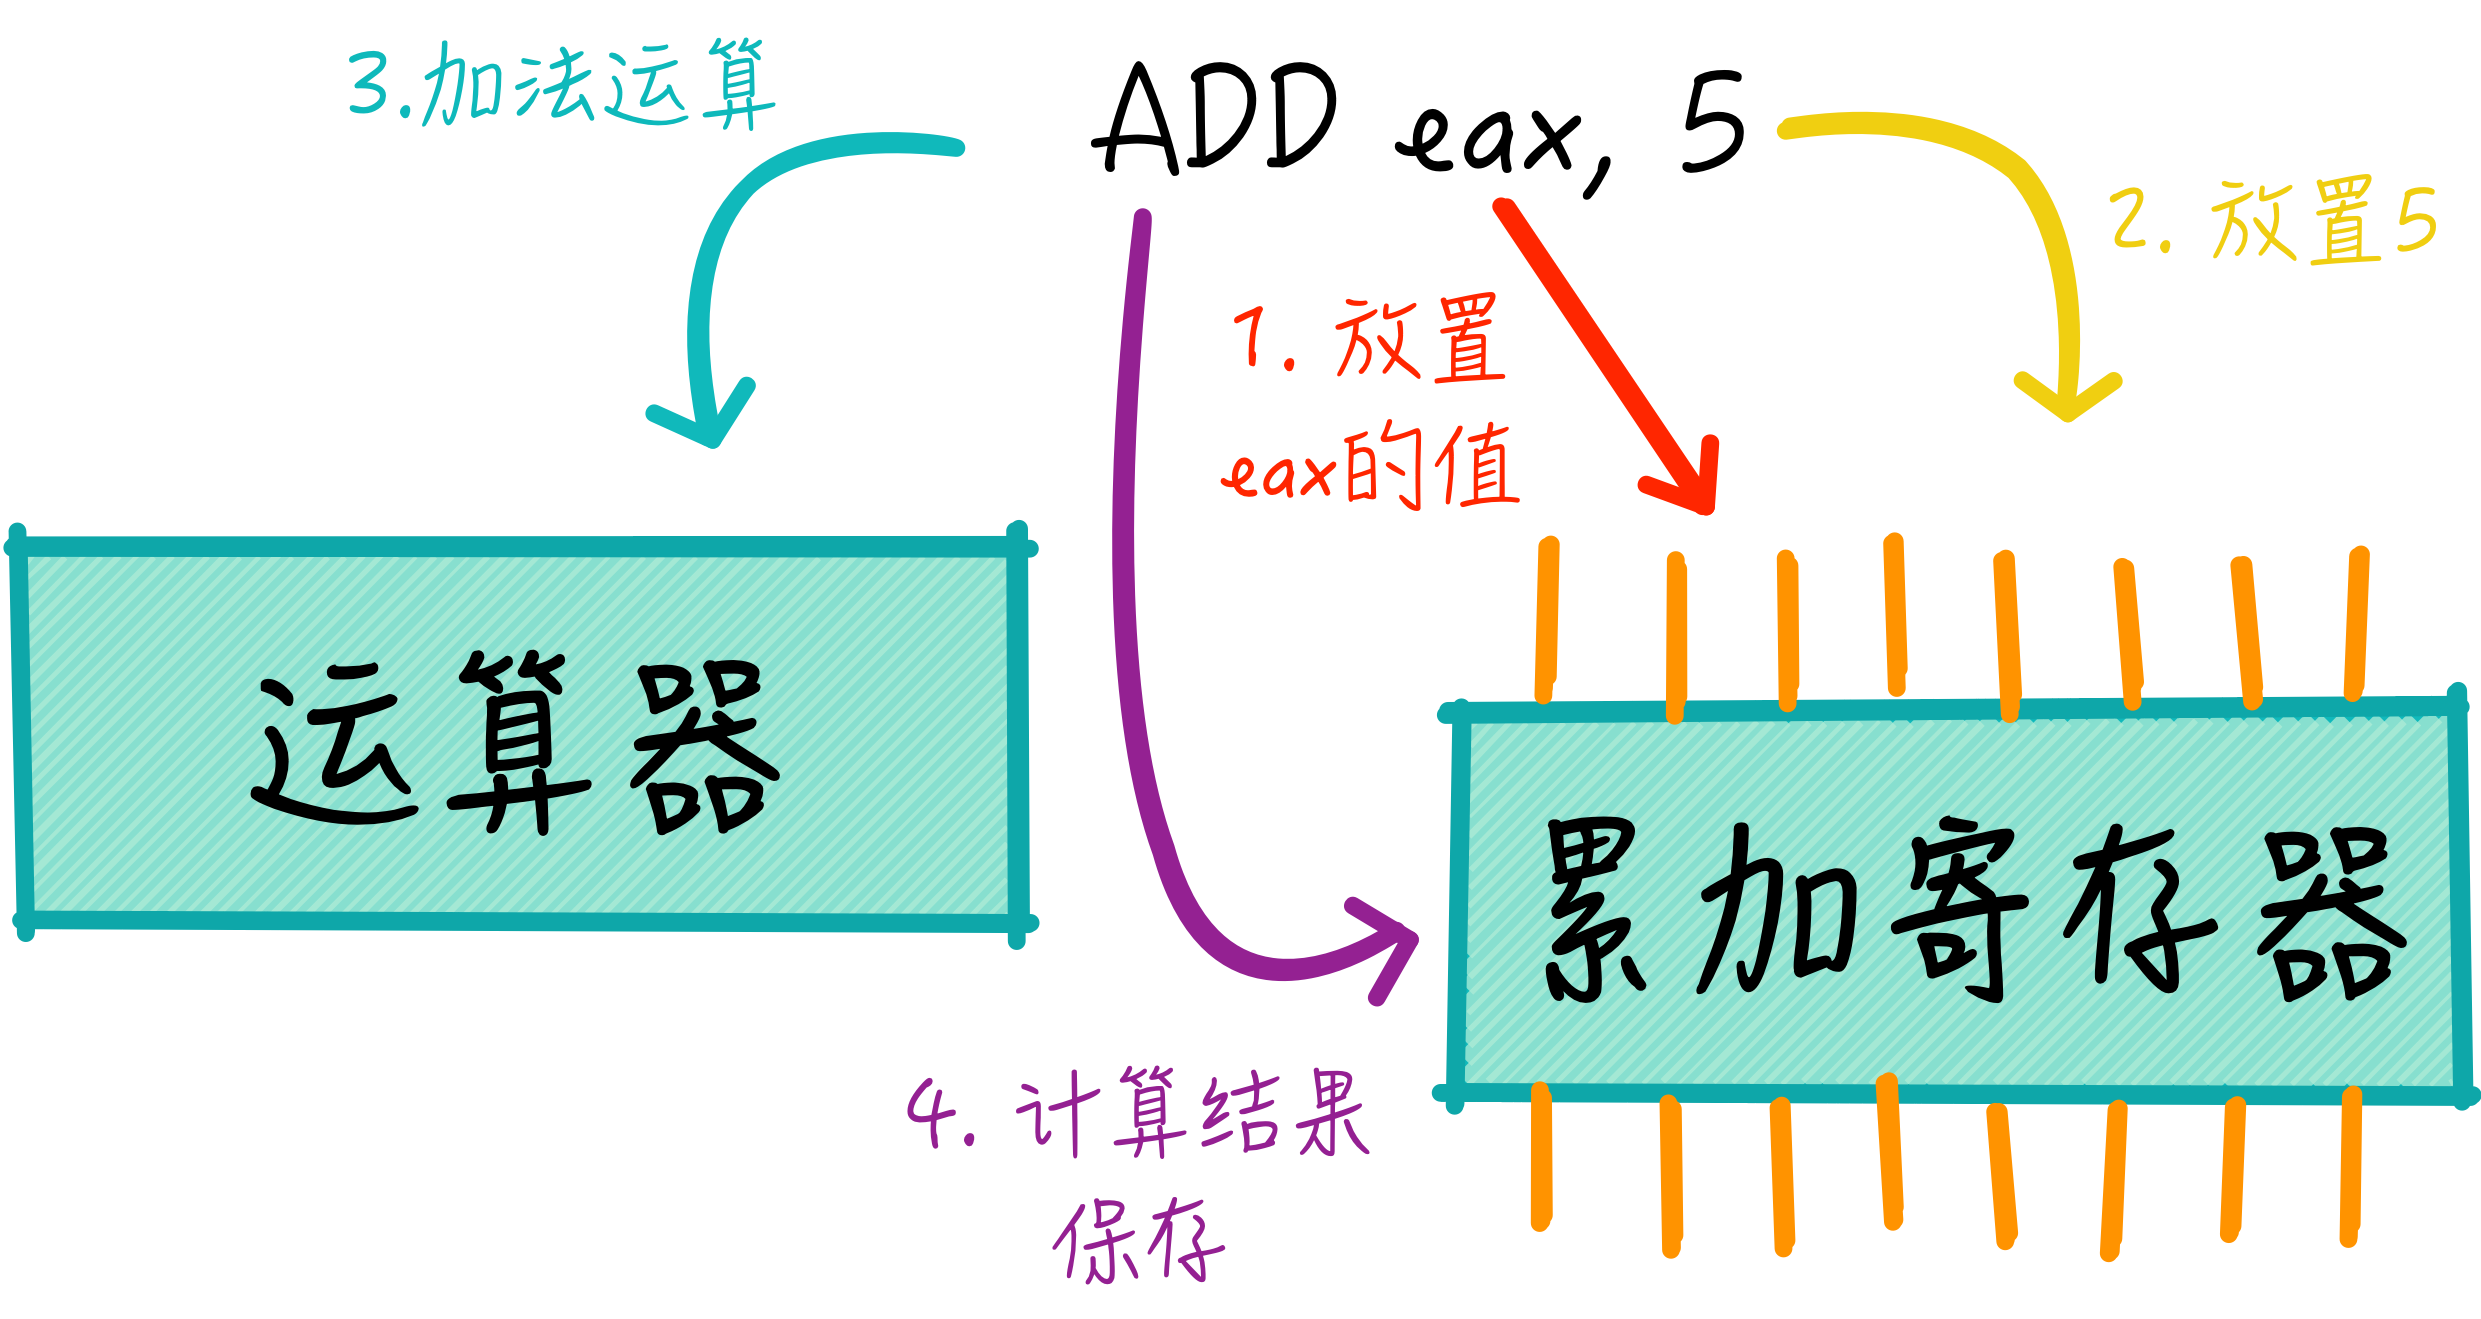 3.加法运算
ADD eax, 5
2. 放置5
1. 放置
eax的值
运算器
累加寄存器
4. 计算结果
保存